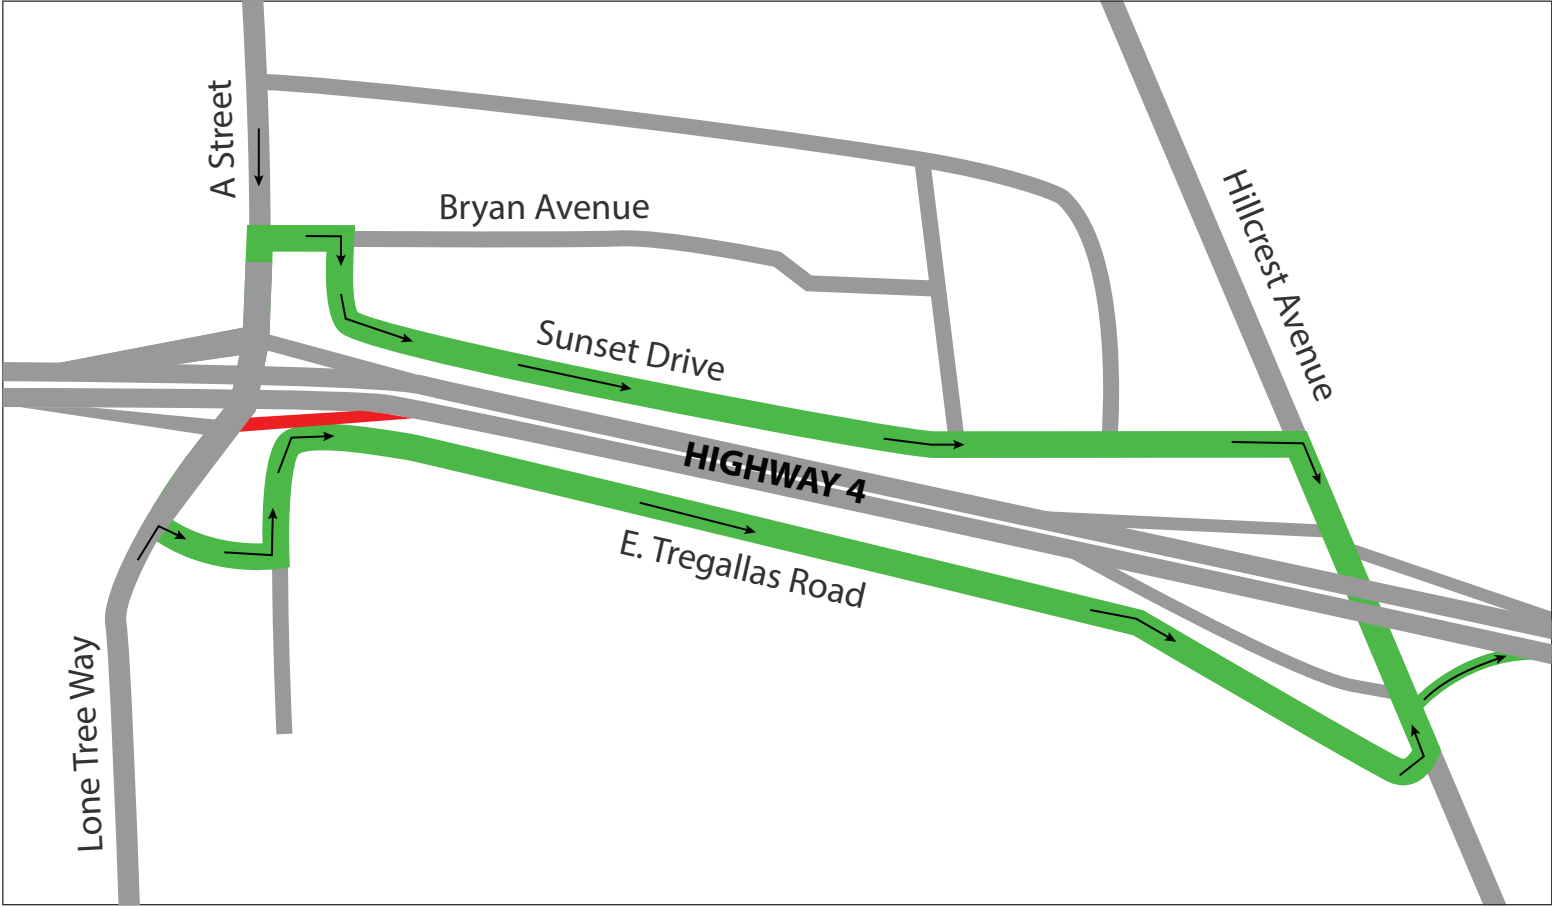 A Street
Bryan Avenue
Hillcrest Avenue
Sunset Drive
HIGHWAY 4
E. Tregallas Road
Lone Tree Way